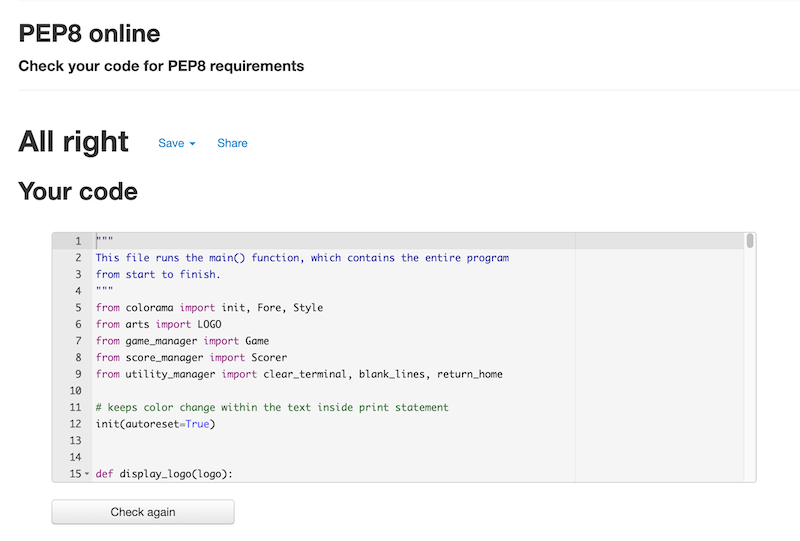 PEP8 online
Check your code for PEP8 requirements
All right Save Share
Your code
1 """
2 This file runs the main() function, which contains the entire program
3 from start to finish.
4 """
5 from colorama import init, Fore, Style
6 from arts import LOGO
7 from game_manager import Game
8 from score_manager import Scorer
9 from utility_manager import clear_terminal, blank_lines, return_home
10
11 # keeps color change within the text inside print statement
12 init(autoreset=True)
13
14
15 def display_logo(logo):
Check again